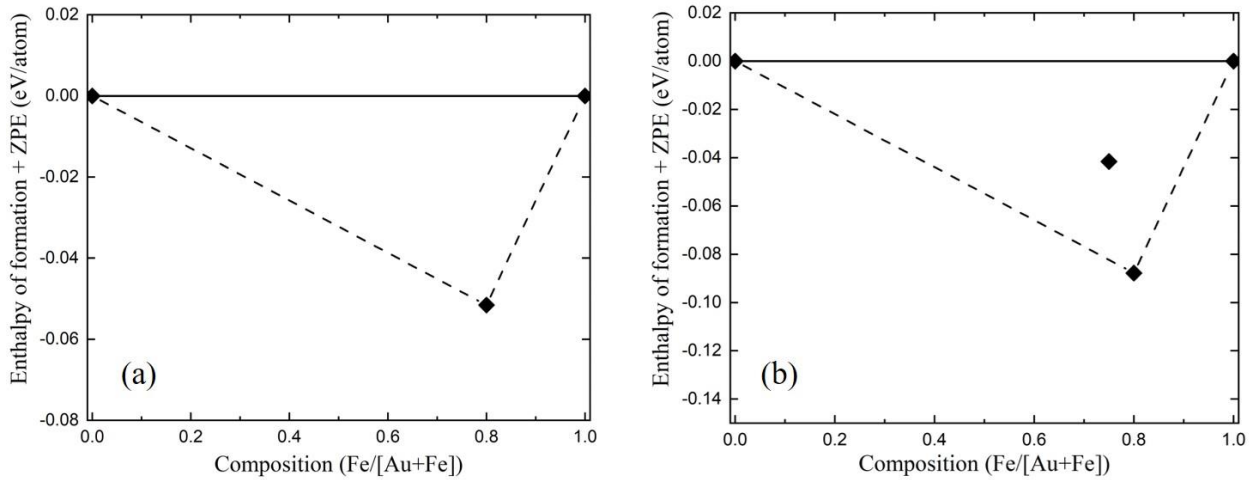 Enthalpy of formation + ZPE (eV/atom)
0.02
0.00
-0.02
-0.04
-0.06
-0.08
(a)
0.0 0.2 0.4 0.6 0.8 1.0
Composition (Fe/[Au+Fe])
Enthalpy of formation + ZPE (eV/atom)
0.02
0.00
-0.02
-0.04
-0.06
-0.08
-0.10
-0.12
-0.14
(b)
0.0 0.2 0.4 0.6 0.8 1.0
Composition (Fe/[Au+Fe])